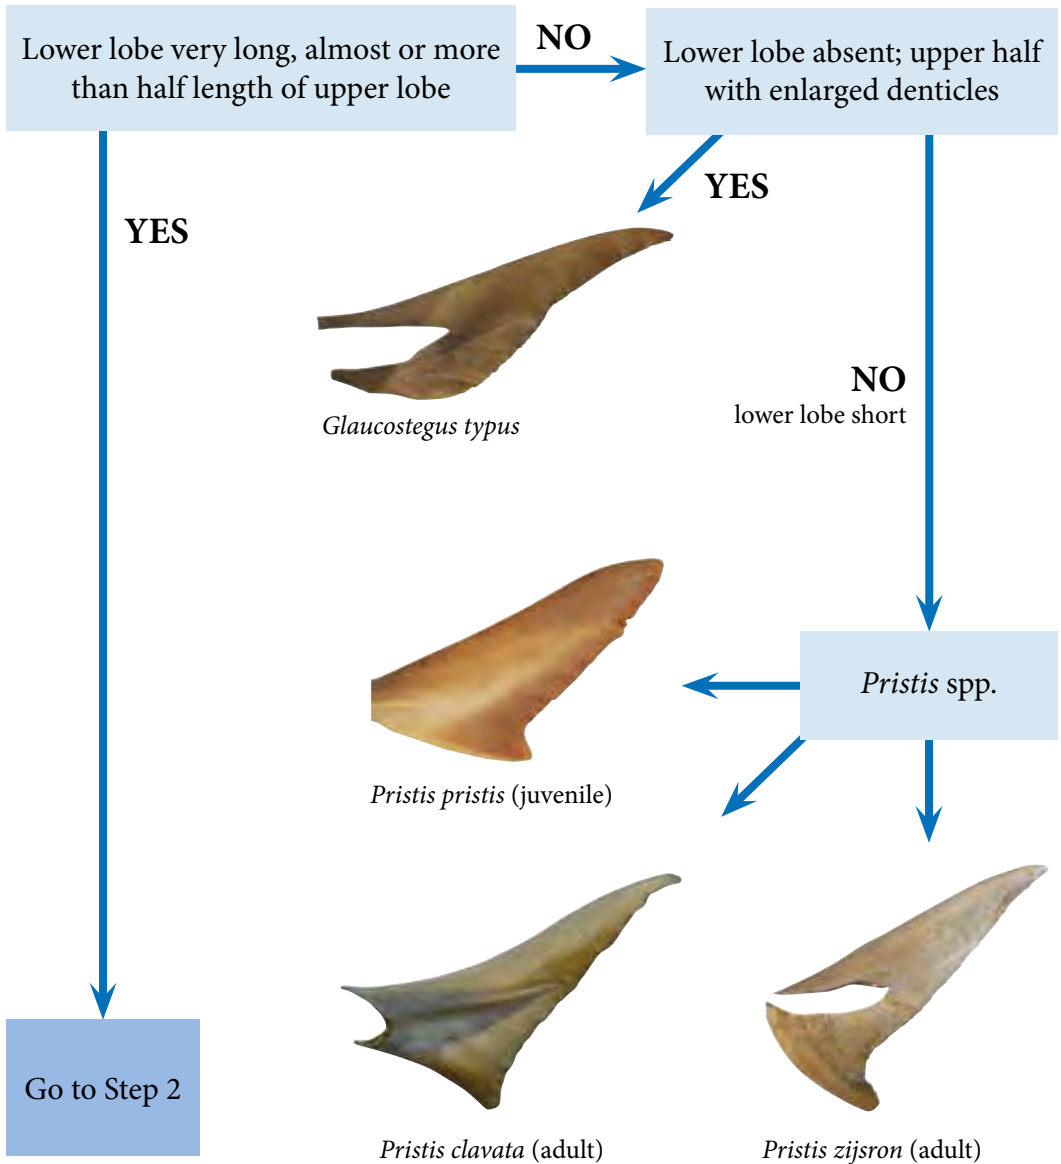 Lower lobe very long, almost or more
than half length of upper lobe
NO
Lower lobe absent; upper half
with enlarged denticles
YES
YES
Glaucostegus typus
NO
lower lobe short
Pristis spp.
Pristis pristis (juvenile)
Go to Step 2
Pristis clavata (adult)
Pristis zijsron (adult)